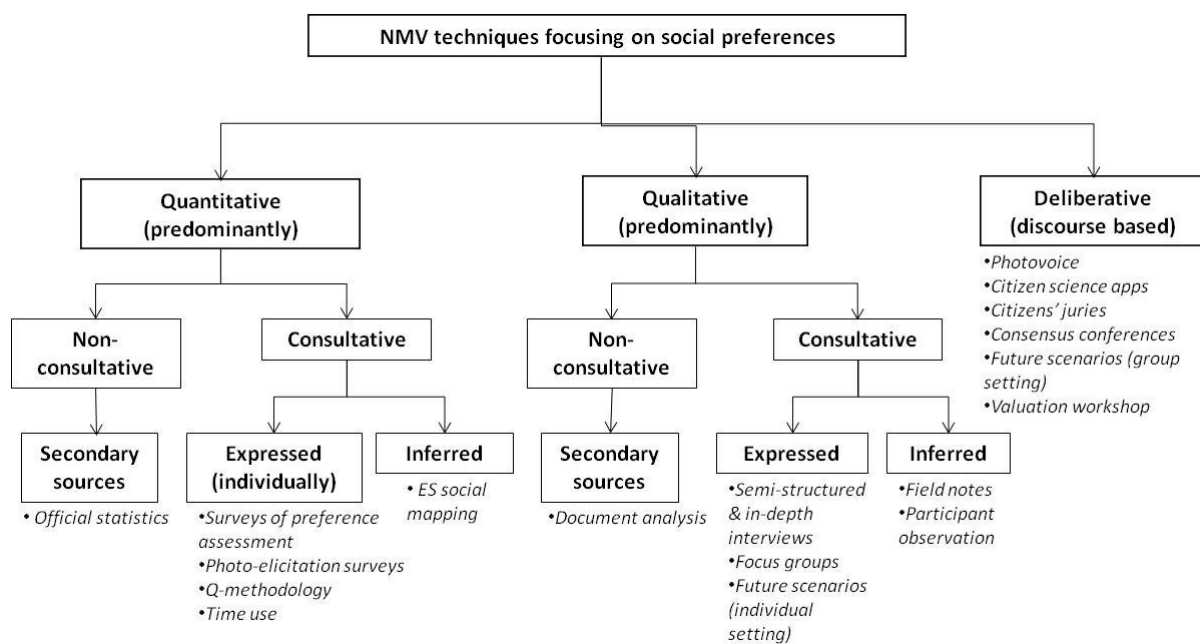 NMV techniques focusing on social preferences
Quantitative
(predominantly)
Qualitative
(predominantly)
Deliberative
(discourse based)
•Photovoice
•Citizen science apps
•Citizens’ juries
•Consensus conferences
•Future scenarios (group
setting)
•Valuation workshop
Non-
consultative
Consultative
Non-
consultative
Consultative
Secondary
sources
• Official statistics
Expressed
(individually)
•Surveys of preference
assessment
•Photo-elicitation surveys
•Q-methodology
•Time use
Inferred
• ES social
mapping
Secondary
sources
•Document analysis
Expressed
•Semi-structured
& in-depth
interviews
•Focus groups
•Future scenarios
(individual
setting)
Inferred
•Field notes
•Participant
observation